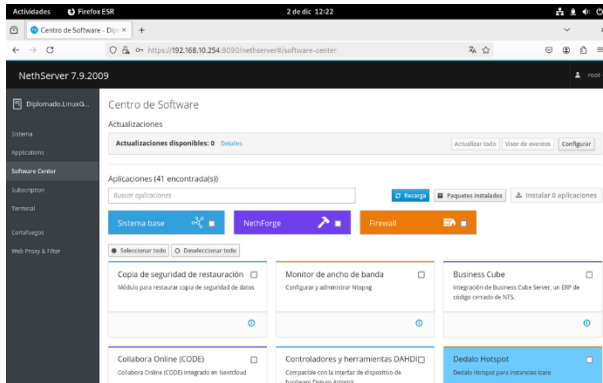 Actividades Firefox ESR 2 de dic 12:22
Centro de Software - Dipl
https://192.168.10.254:9090/nethserver#/software-center
NethServer 7.9.2009 root
Diplomado.LinuxG...
Sistema
Applications
Software Center
Subscription
Terminal
Cortafuegos
Web Proxy & Filter
Centro de Software
Actualizaciones
Actualizaciones disponibles: 0 Detalles Actualizar todo Visor de eventos Configurar
Aplicaciones (41 encontrada(s))
Buscar aplicaciones Recarga Paquetes instalados Instalar 0 aplicaciones
Sistema base NethForge Firewall
Seleccionar todo Deseleccionar todo
Copia de seguridad de restauración
Módulo para restaurar copia de seguridad de datos
Monitor de ancho de banda
Configurar y administrar Ntopng
Business Cube
Integración de Business Cube Server, un ERP de
código cerrado de NTS.
Collabora Online (CODE)
Collabora Online (CODE) integrado en Nextcloud
Controladores y herramientas DAHDI
Compatible con la interfaz de dispositivo de
hardware Digium Asterisk
Dedalo Hotspot
Dedalo Hotspot para instancias Icaro